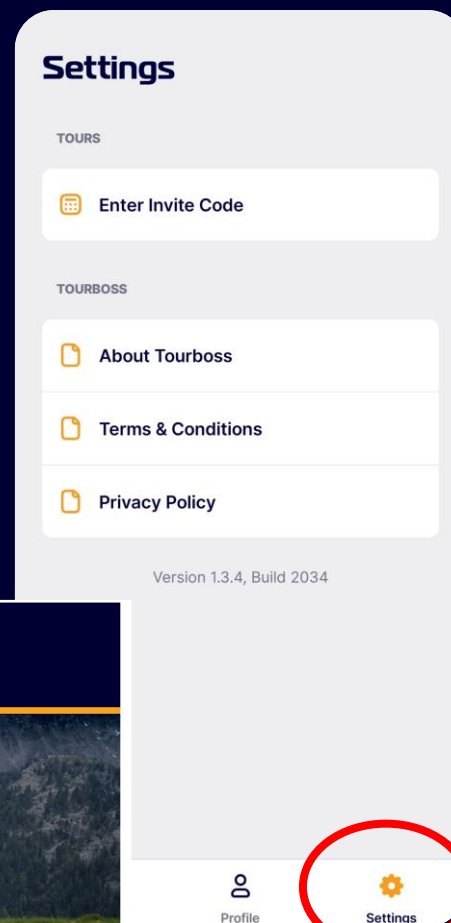 Settings
TOURS
Enter Invite Code
TOURBOSS
About Tourboss
Terms & Conditions
Privacy Policy
Version 1.3.4, Build 2034
Profile
Settings